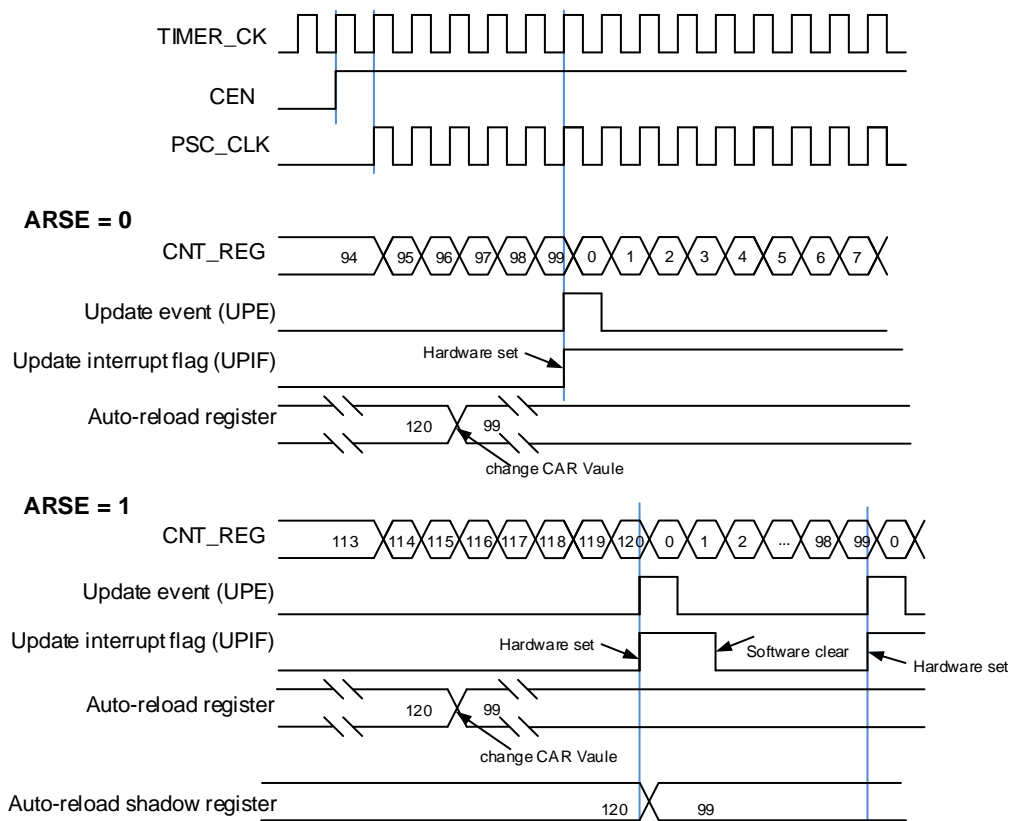 TIMER_CK
CEN
PSC_CLK
ARSE = 0
CNT_REG 94 95 96 97 98 99 0 1 2 3 4 5 6 7
Update event (UPE)
Update interrupt flag (UPIF) Hardware set
Auto-reload register 120 99
change CAR Vaule
ARSE = 1
CNT_REG 113 114 115 116 117 118 119 120 0 1 2 ... 98 99 0
Update event (UPE)
Update interrupt flag (UPIF) Hardware set Software clear Hardware set
Auto-reload register 120 99
change CAR Vaule
Auto-reload shadow register 120 99